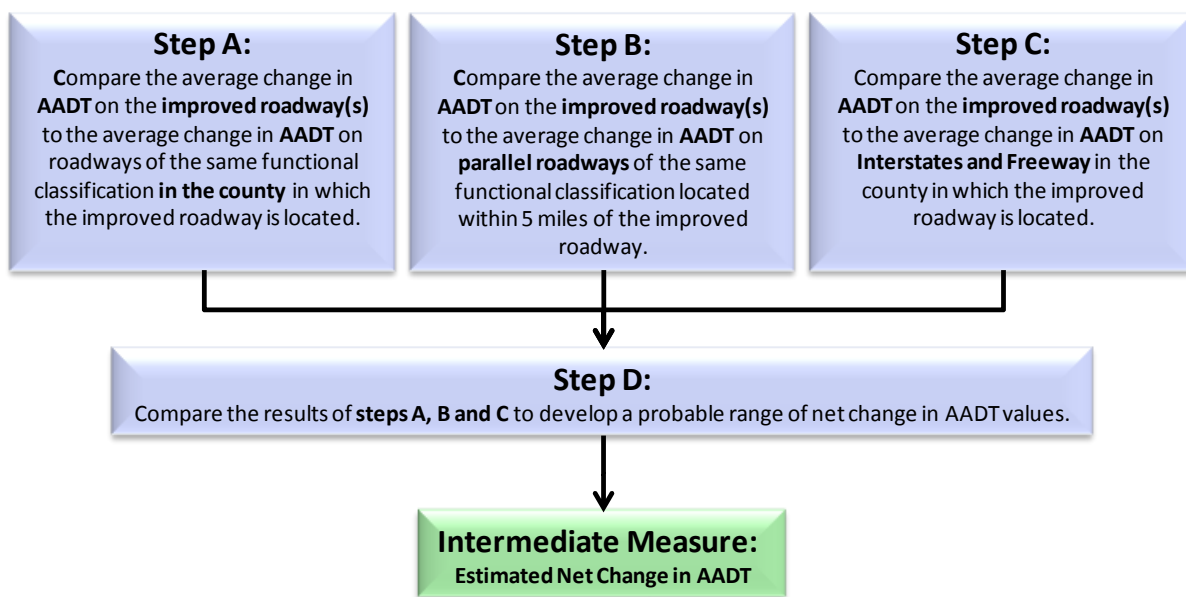 Step A:
Compare the average change in
AADT on the improved roadway(s)
to the average change in AADT on
roadways of the same functional
classification in the county in which
the improved roadway is located.
Step B:
Compare the average change in
AADT on the improved roadway(s)
to the average change in AADT on
parallel roadways of the same
functional classification located
within 5 miles of the improved
roadway.
Step C:
Compare the average change in
AADT on the improved roadway(s)
to the average change in AADT on
Interstates and Freeway in the
county in which the improved
roadway is located.
Step D:
Compare the results of steps A, B and C to develop a probable range of net change in AADT values.
Intermediate Measure:
Estimated Net Change in AADT